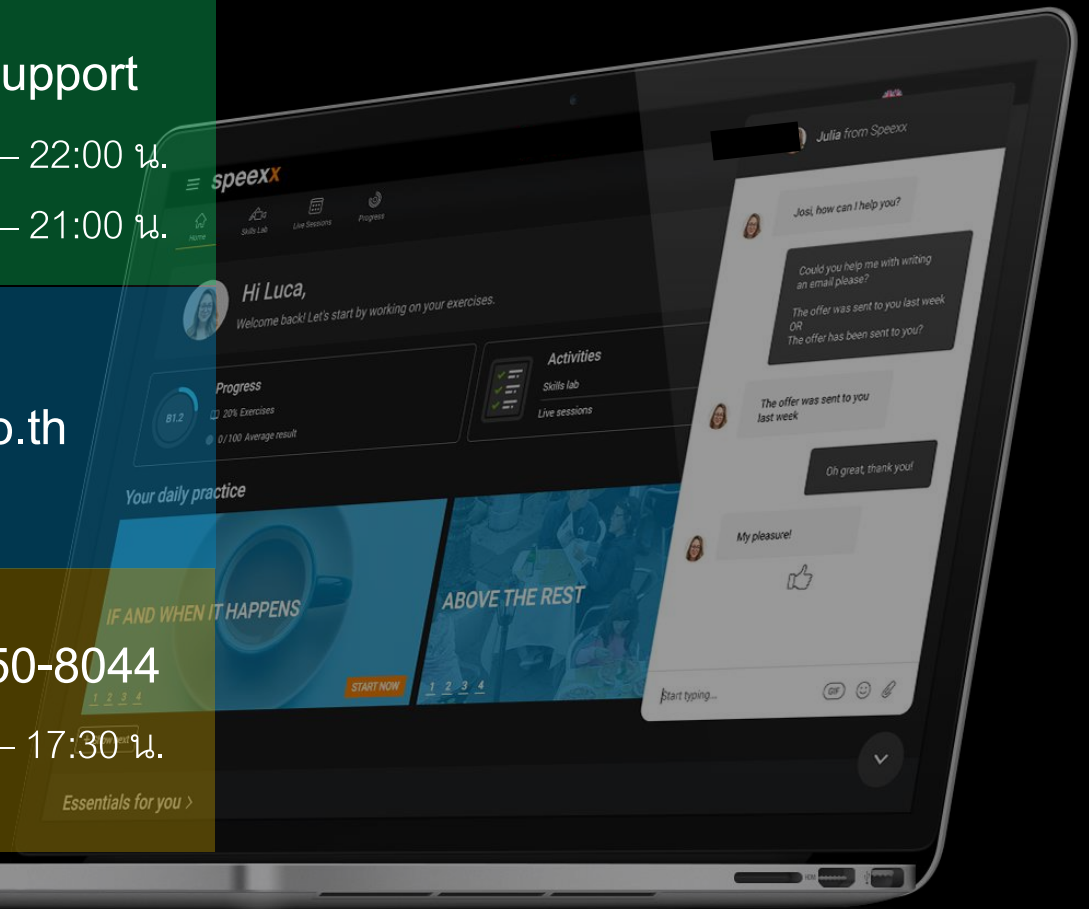 upport
– 22:00 น.
– 21:00 น.
o.th
50-8044
– 17:30 น.
speexx
Home
Skills Lab
Live Sessions
Progress
Hi Luca,
Welcome back! Let's start by working on your exercises.
B1.2
Progress
20% Exercises
0/100 Average result
Activities
Skills lab
Live sessions
Your daily practice
IF AND WHEN IT HAPPENS
1 2 3 4
START NOW
ABOVE THE REST
1 2 3 4
Essentials for you >
Julia from Speexx
Josi, how can I help you?
Could you help me with writing
an email please?
The offer was sent to you last week
OR
The offer has been sent to you?
The offer was sent to you
last week
Oh great, thank you!
My pleasure!
Start typing...
GIF
HDMI